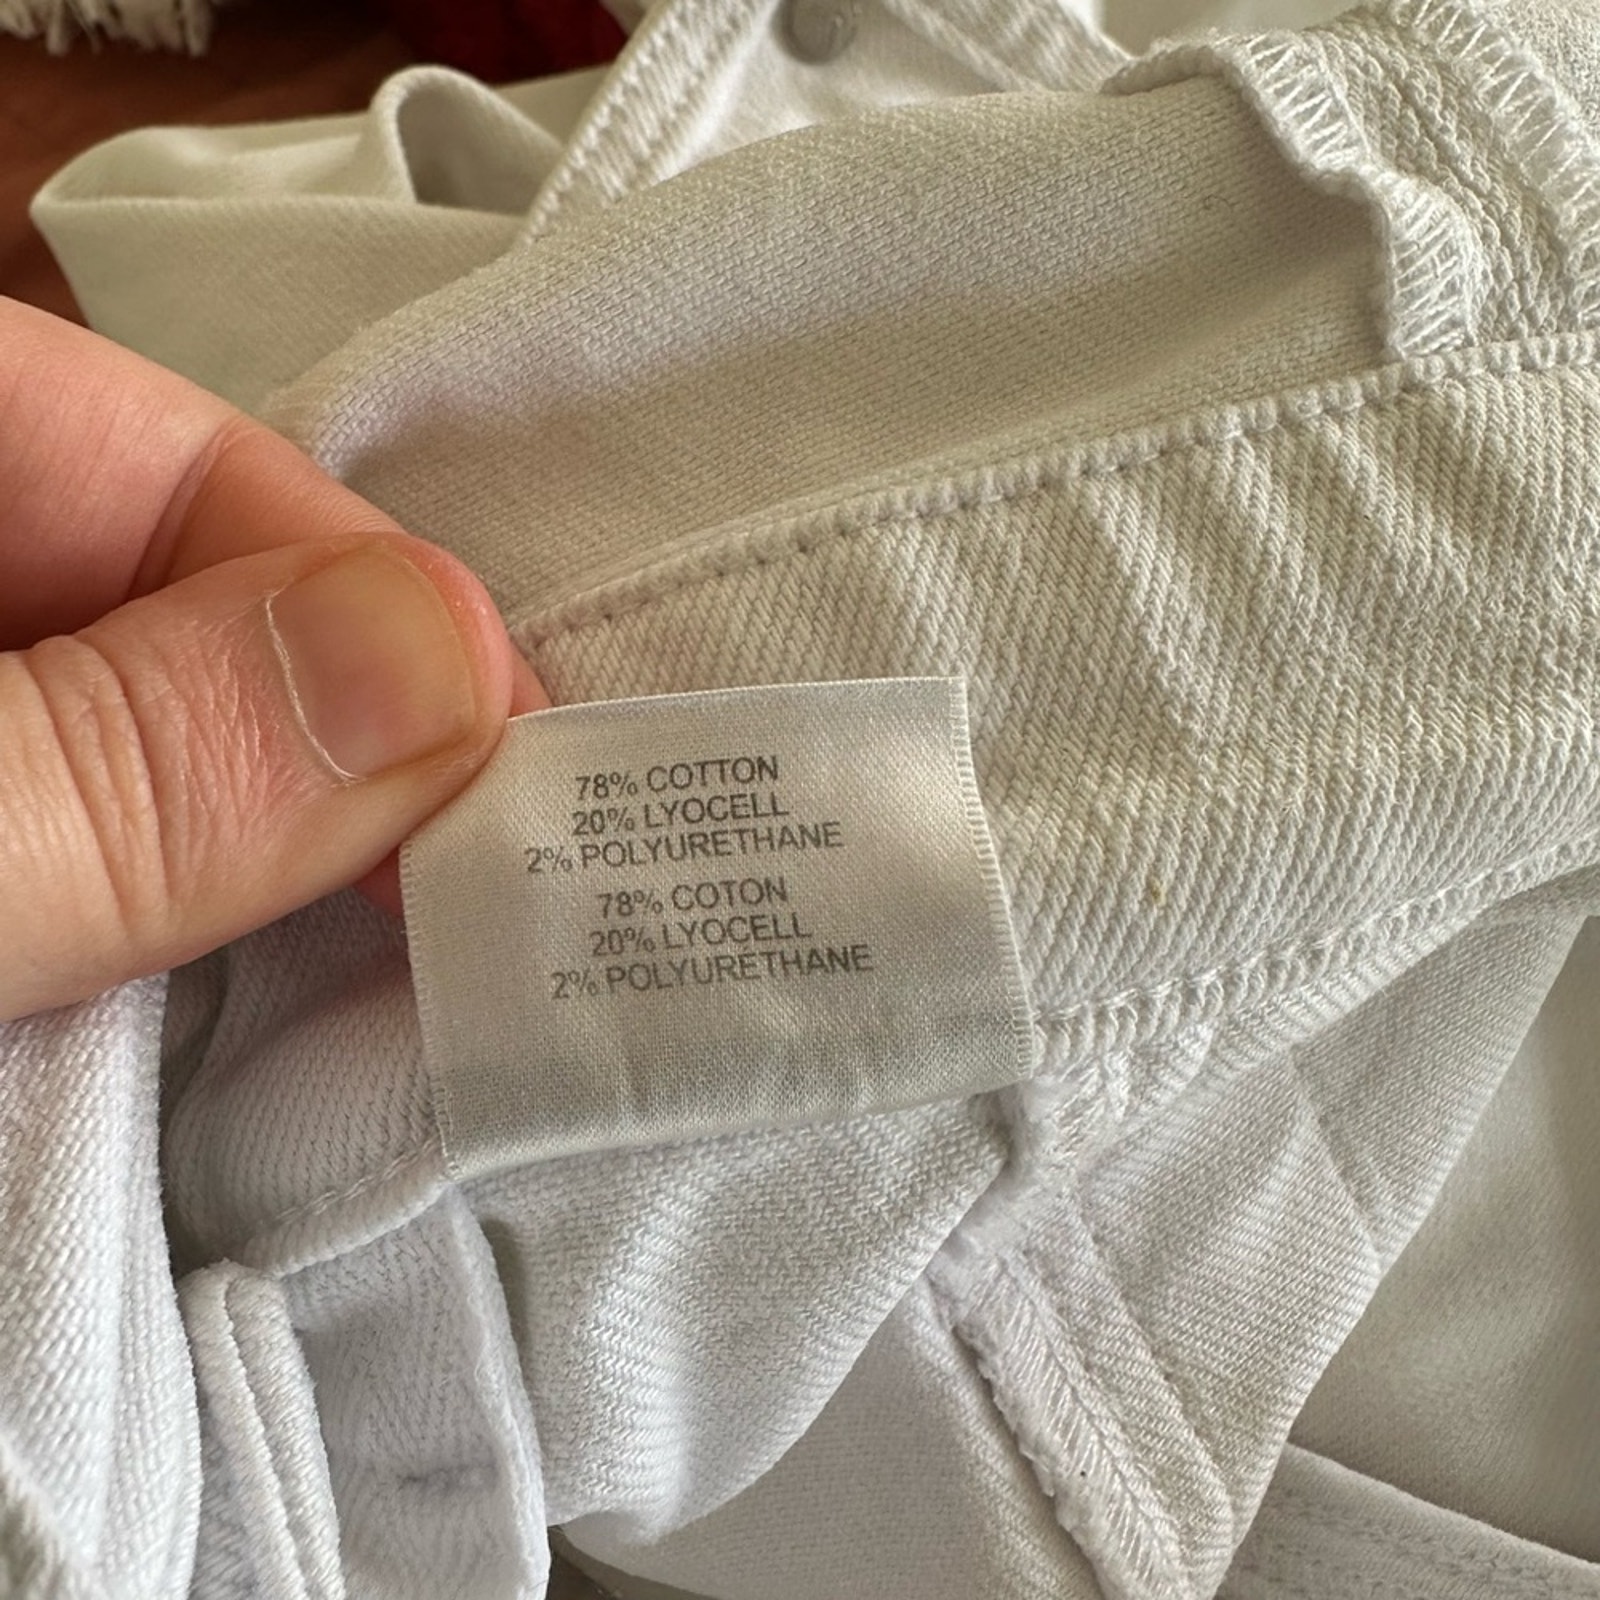 78% COTTON
20% LYOCELL
2% POLYURETHANE
78% COTON
20% LYOCELL
2% POLYURETHANE